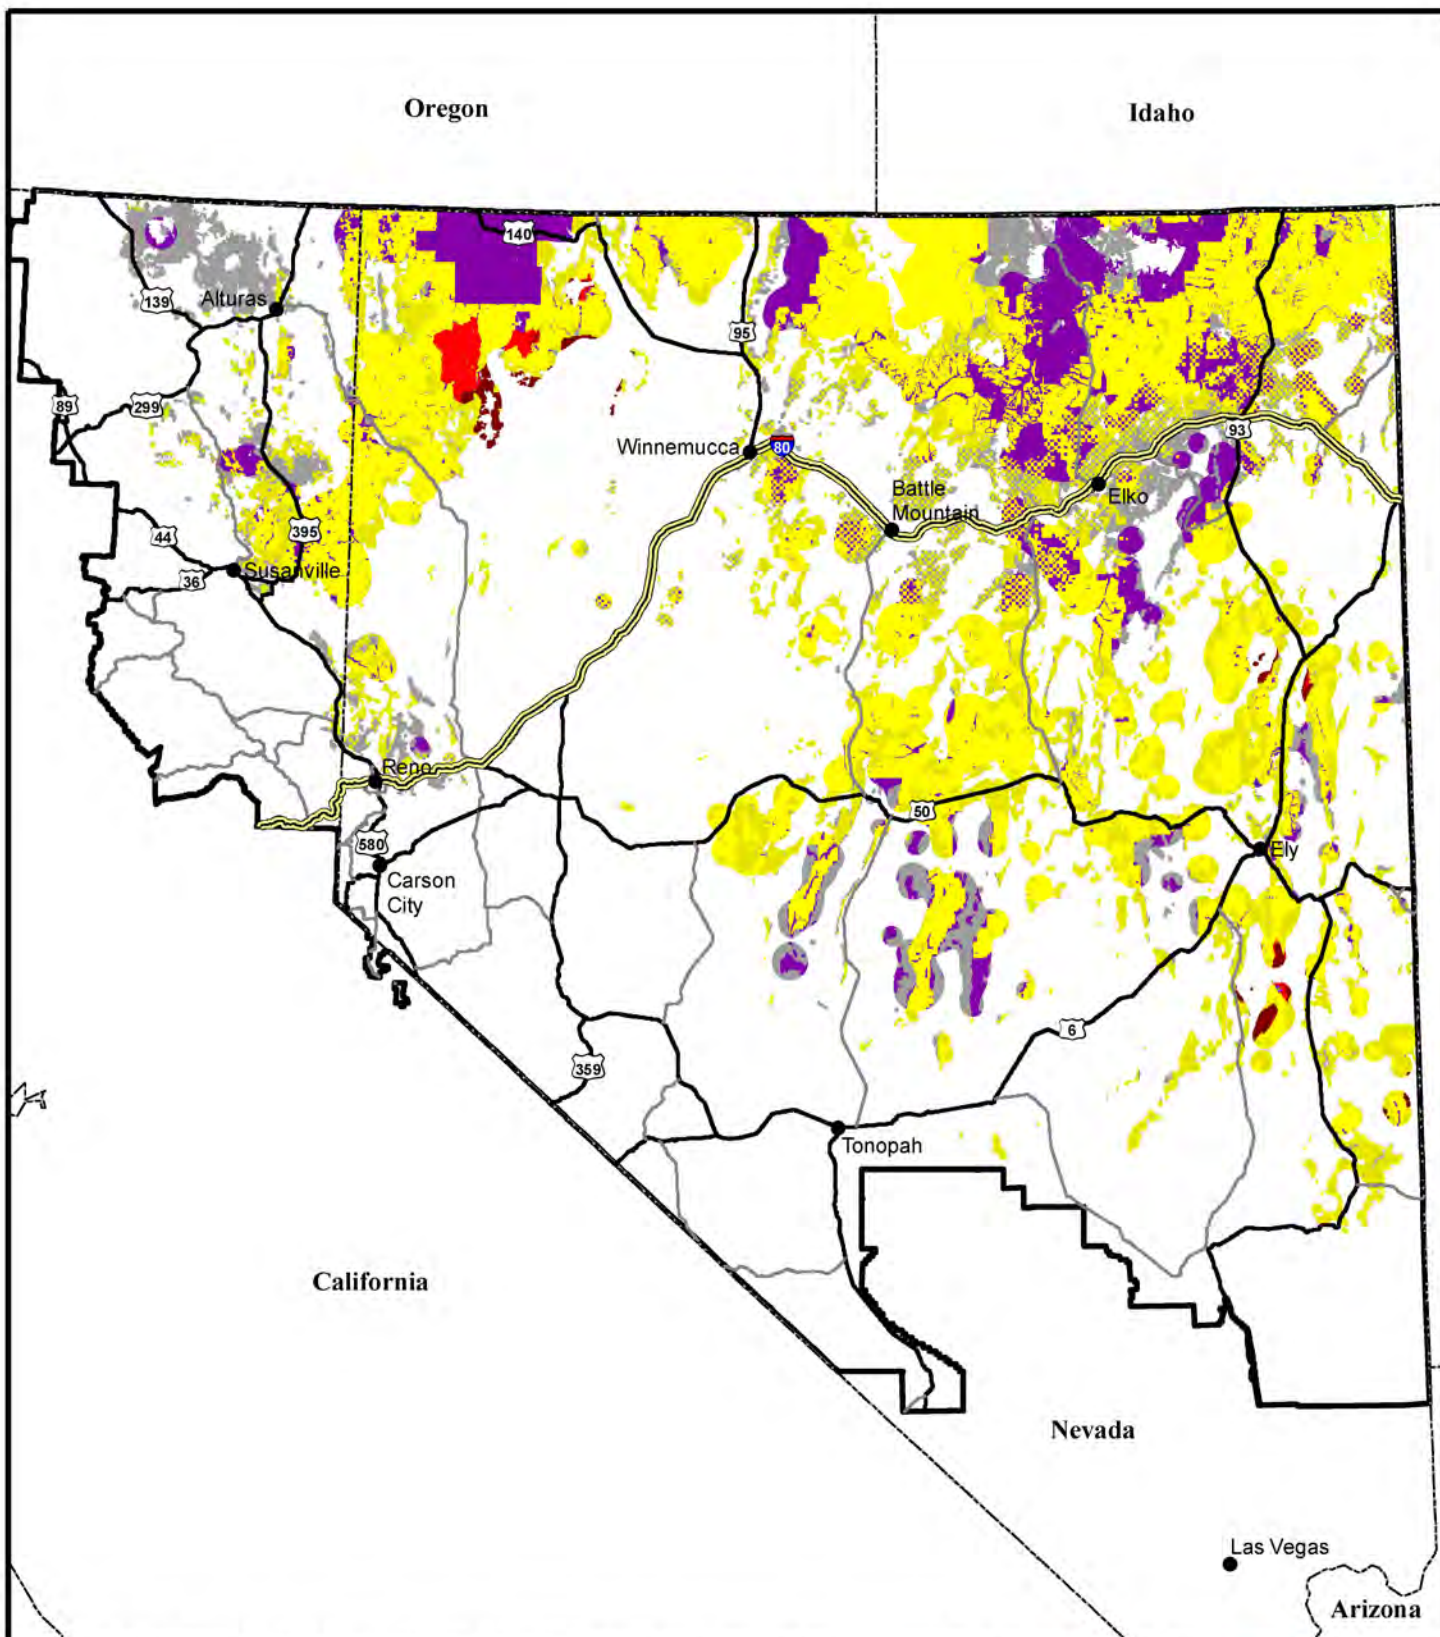 Oregon
Idaho
140
139
Alturas
95
89
299
93
Winnemucca
80
Battle
Mountain
Elko
44
395
36
Susanville
Reno
50
580
Ely
Carson
City
6
359
Tonopah
California
Nevada
Las Vegas
Arizona